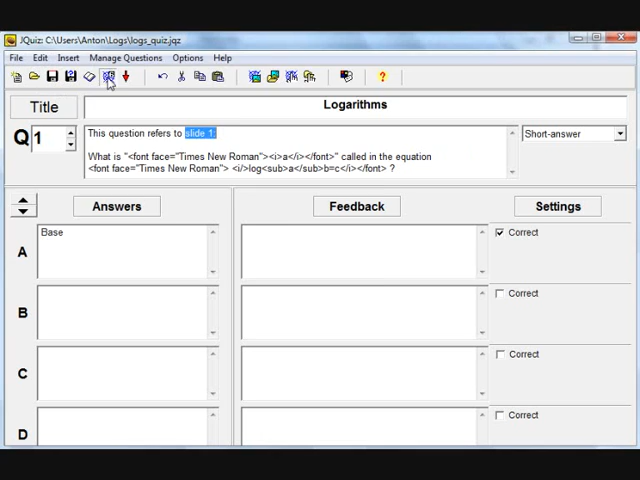 JQuiz: C:\Users\Anton\Logs\logs_quiz.jqz
File Edit Insert Manage Questions Options Help
Title
Logarithms
Q 1
This question refers to slide 1:
What is "<font face="Times New Roman"><i>a</i></font>" called in the equation
<font face="Times New Roman"> <i/>log<sub>a</sub>b=c</i></font> ?
Short-answer
Answers Feedback Settings
A Base Correct
B Correct
C Correct
D Correct